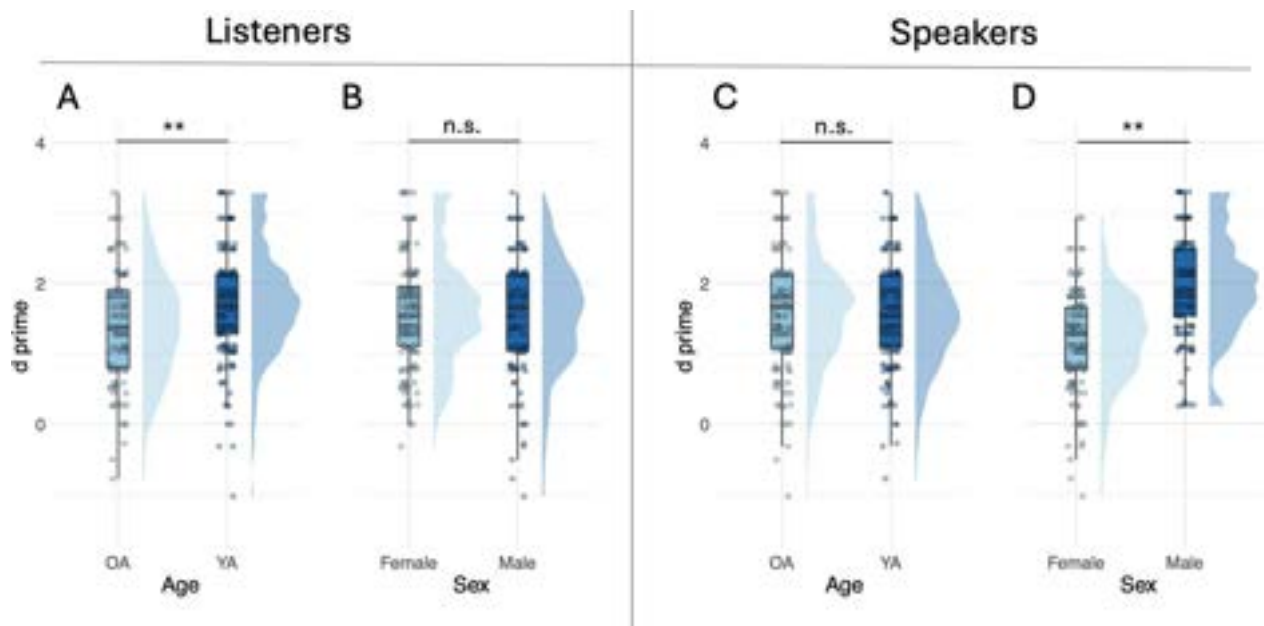 Listeners
Speakers
A
B
C
D
**
n.s.
n.s.
**
4
2
0
d prime
4
2
0
d prime
OA
YA
Female
Male
OA
YA
Female
Male
Age
Sex
Age
Sex